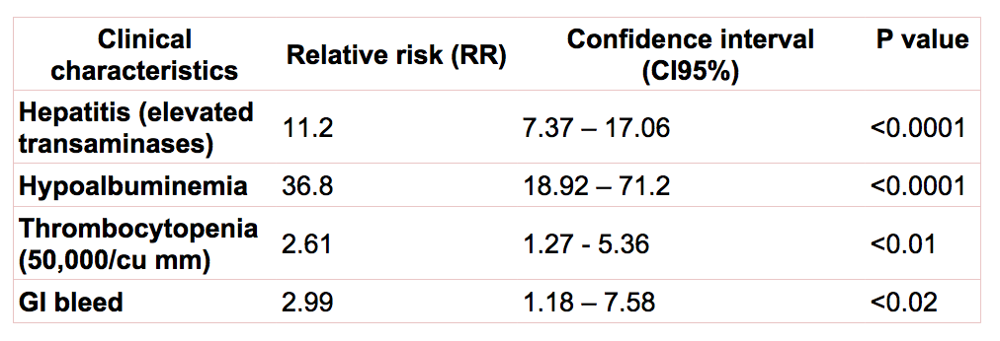 Clinical characteristics | Relative risk (RR) | Confidence interval (CI95%) | P value
Hepatitis (elevated transaminases) | 11.2 | 7.37 – 17.06 | <0.0001
Hypoalbuminemia | 36.8 | 18.92 – 71.2 | <0.0001
Thrombocytopenia (50,000/cu mm) | 2.61 | 1.27 - 5.36 | <0.01
GI bleed | 2.99 | 1.18 – 7.58 | <0.02